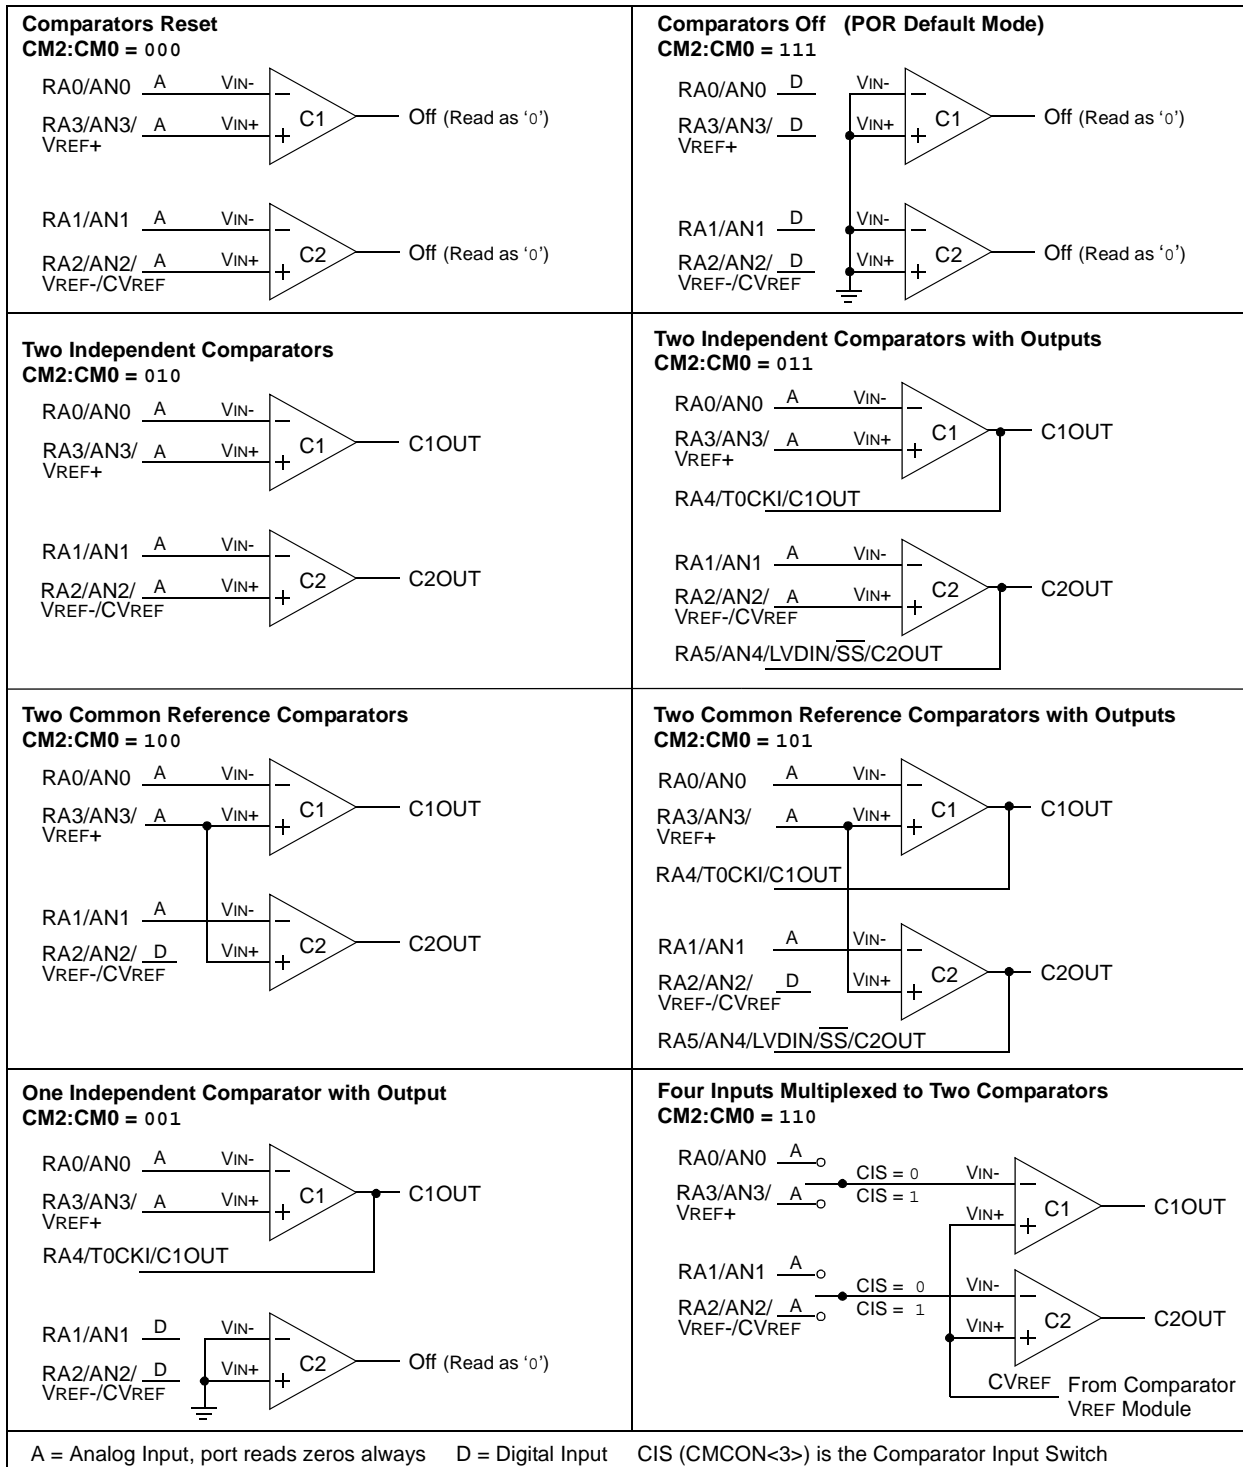 Comparators Reset
CM2:CM0 = 000
RA0/AN0 A VIN-
RA3/AN3/ A VIN+
VREF+
C1
Off (Read as ‘0’)
RA1/AN1 A VIN-
RA2/AN2/ A VIN+
VREF-/CVREF
C2
Off (Read as ‘0’)
Comparators Off (POR Default Mode)
CM2:CM0 = 111
RA0/AN0 D VIN-
RA3/AN3/ D VIN+
VREF+
C1
Off (Read as ‘0’)
RA1/AN1 D VIN-
RA2/AN2/ D VIN+
VREF-/CVREF
C2
Off (Read as ‘0’)
Two Independent Comparators
CM2:CM0 = 010
RA0/AN0 A VIN-
RA3/AN3/ A VIN+
VREF+
C1
C1OUT
RA1/AN1 A VIN-
RA2/AN2/ A VIN+
VREF-/CVREF
C2
C2OUT
Two Independent Comparators with Outputs
CM2:CM0 = 011
RA0/AN0 A VIN-
RA3/AN3/ A VIN+
VREF+
C1
C1OUT
RA4/T0CKI/C1OUT
RA1/AN1 A VIN-
RA2/AN2/ A VIN+
VREF-/CVREF
C2
C2OUT
RA5/AN4/LVDIN/SS/C2OUT
Two Common Reference Comparators
CM2:CM0 = 100
RA0/AN0 A VIN-
RA3/AN3/ A VIN+
VREF+
C1
C1OUT
RA1/AN1 A VIN-
RA2/AN2/ D VIN+
VREF-/CVREF
C2
C2OUT
Two Common Reference Comparators with Outputs
CM2:CM0 = 101
RA0/AN0 A VIN-
RA3/AN3/ A VIN+
VREF+
C1
C1OUT
RA4/T0CKI/C1OUT
RA1/AN1 A VIN-
RA2/AN2/ D VIN+
VREF-/CVREF
C2
C2OUT
RA5/AN4/LVDIN/SS/C2OUT
One Independent Comparator with Output
CM2:CM0 = 001
RA0/AN0 A VIN-
RA3/AN3/ A VIN+
VREF+
C1
C1OUT
RA4/T0CKI/C1OUT
RA1/AN1 D VIN-
RA2/AN2/ D VIN+
VREF-/CVREF
C2
Off (Read as ‘0’)
Four Inputs Multiplexed to Two Comparators
CM2:CM0 = 110
RA0/AN0 A
CIS = 0 VIN-
RA3/AN3/ A CIS = 1
VREF+
VIN+
C1
C1OUT
RA1/AN1 A
CIS = 0 VIN-
RA2/AN2/ A CIS = 1
VREF-/CVREF
VIN+
C2
C2OUT
CVREF From Comparator
VREF Module
A = Analog Input, port reads zeros always D = Digital Input CIS (CMCON<3>) is the Comparator Input Switch